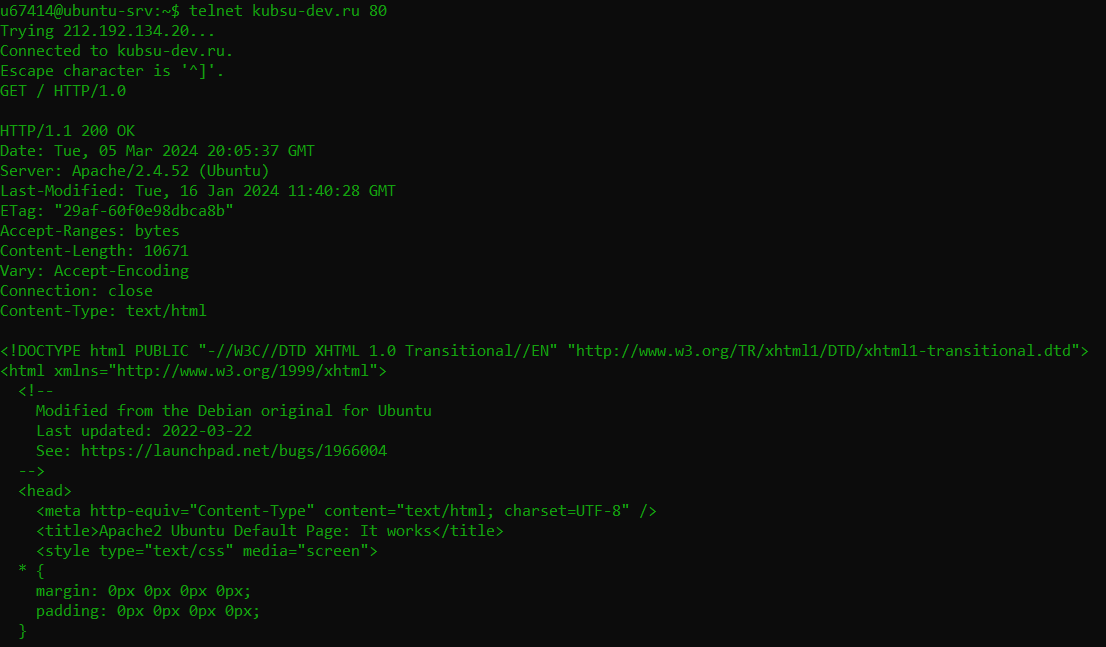 u67414@ubuntu-srv:~$ telnet kubsu-dev.ru 80
Trying 212.192.134.20...
Connected to kubsu-dev.ru.
Escape character is '^]'.
GET / HTTP/1.0

HTTP/1.1 200 OK
Date: Tue, 05 Mar 2024 20:05:37 GMT
Server: Apache/2.4.52 (Ubuntu)
Last-Modified: Tue, 16 Jan 2024 11:40:28 GMT
ETag: "29af-60f0e98dbca8b"
Accept-Ranges: bytes
Content-Length: 10671
Vary: Accept-Encoding
Connection: close
Content-Type: text/html

<!DOCTYPE html PUBLIC "-//W3C//DTD XHTML 1.0 Transitional//EN" "http://www.w3.org/TR/xhtml1/DTD/xhtml1-transitional.dtd">
<html xmlns="http://www.w3.org/1999/xhtml">
  <!--
    Modified from the Debian original for Ubuntu
    Last updated: 2022-03-22
    See: https://launchpad.net/bugs/1966004
  -->
  <head>
    <meta http-equiv="Content-Type" content="text/html; charset=UTF-8" />
    <title>Apache2 Ubuntu Default Page: It works</title>
    <style type="text/css" media="screen">
  * {
    margin: 0px 0px 0px 0px;
    padding: 0px 0px 0px 0px;
  }